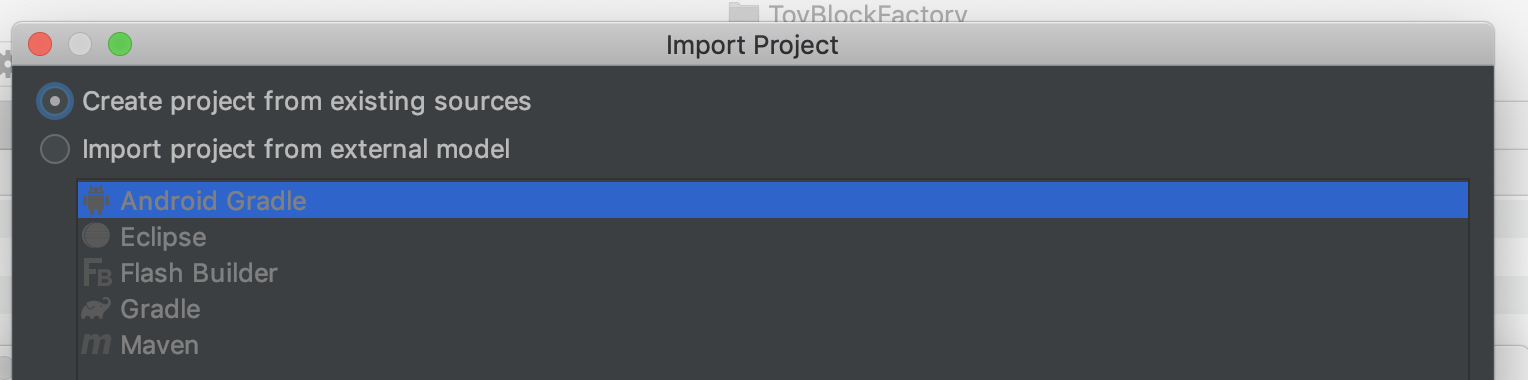 ToyBlockFactory
Import Project
Create project from existing sources
Import project from external model
Android Gradle
Eclipse
FB Flash Builder
Gradle
m Maven